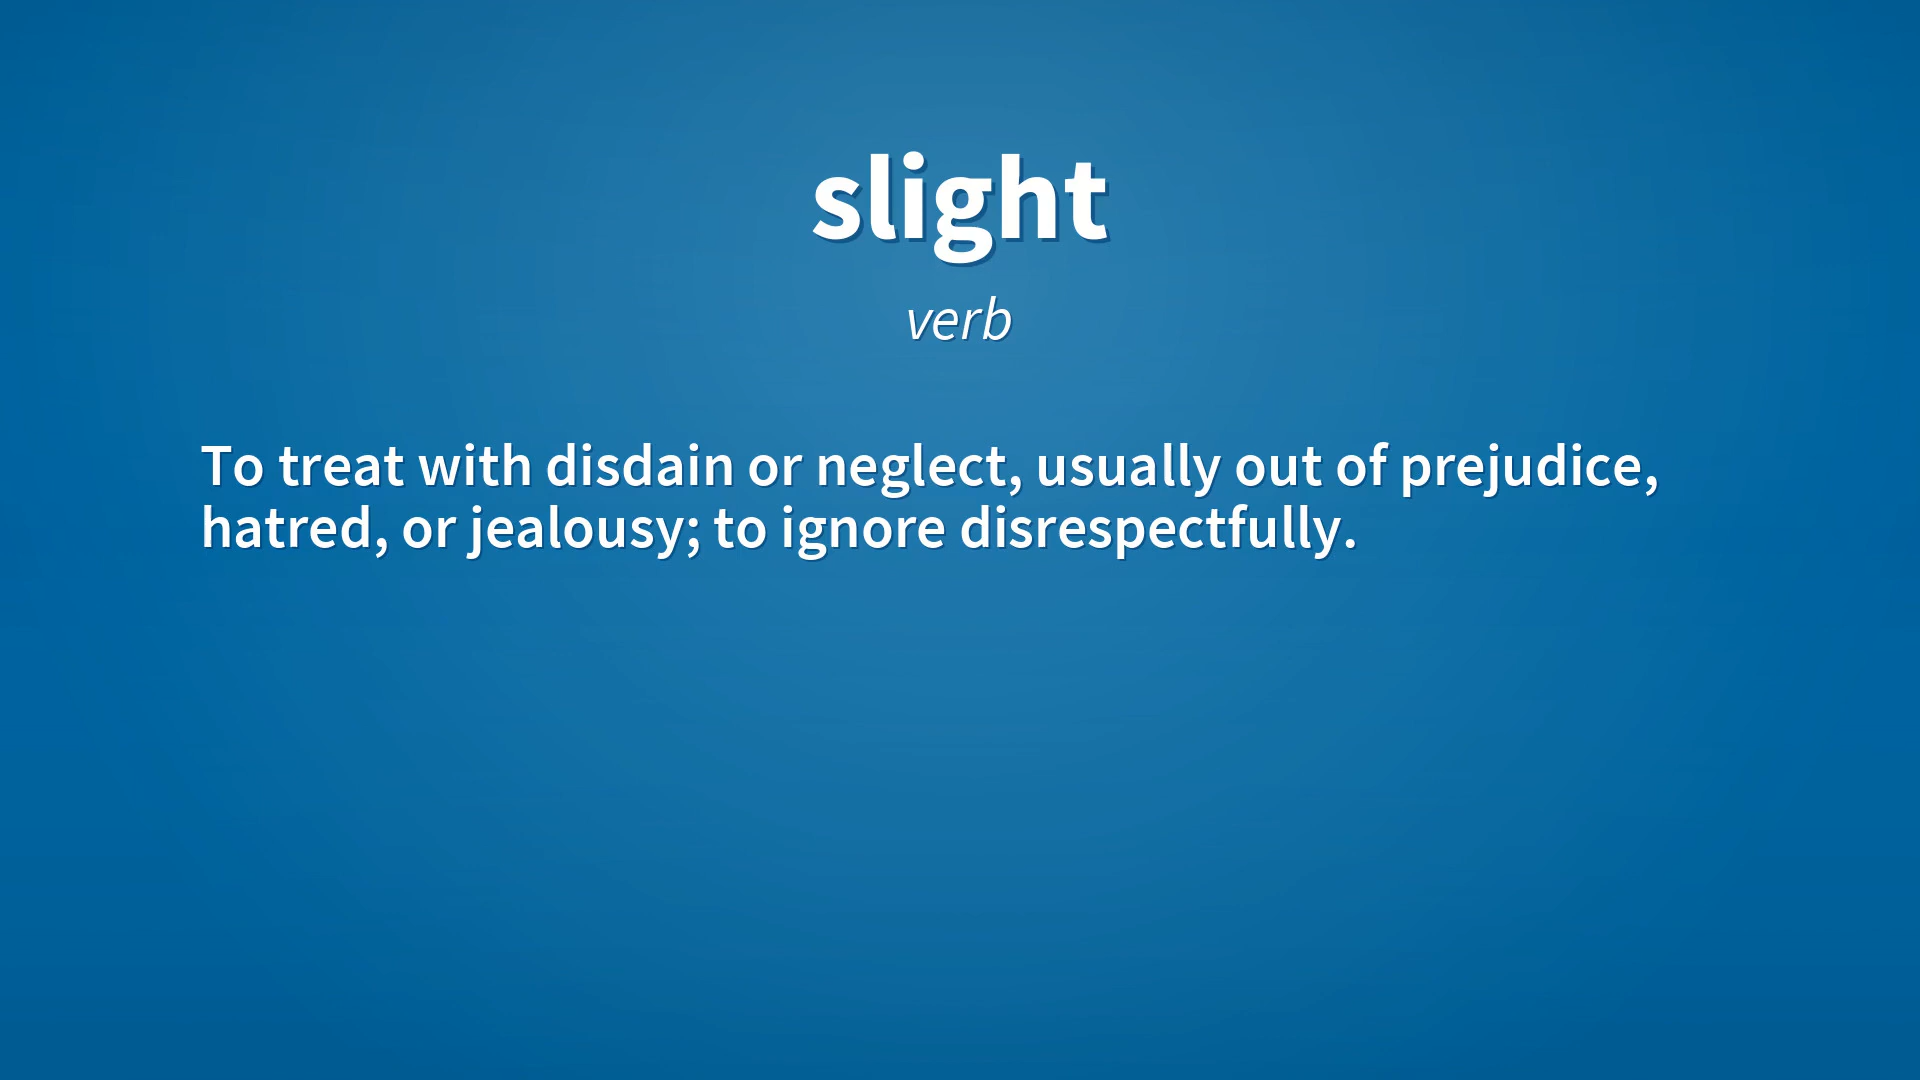 slight
verb
To treat with disdain or neglect, usually out of prejudice,
hatred, or jealousy; to ignore disrespectfully.